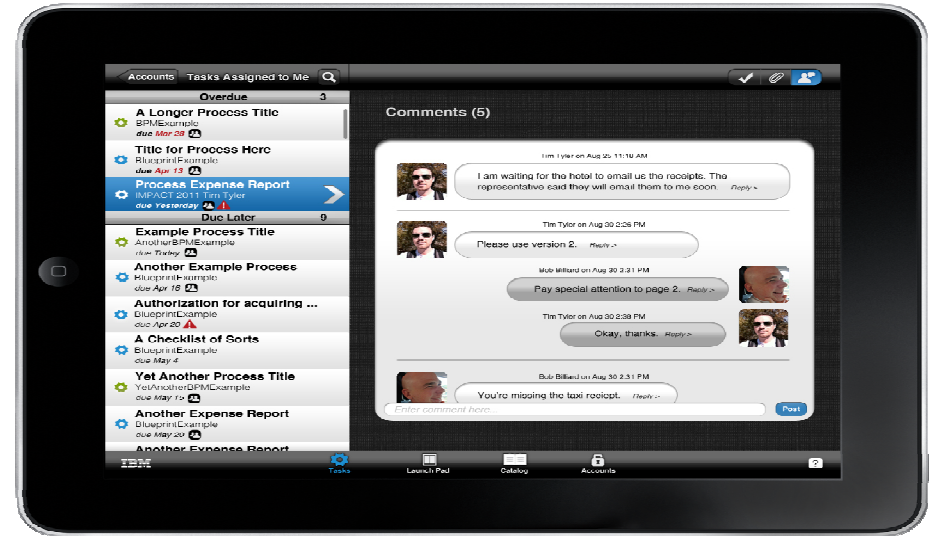 Accounts
Tasks Assigned to Me
Overdue 3
A Longer Process Title
BPMExample
due Mar 28
Title for Process Here
BlueprintExample
due Apr 13
Process Expense Report
IMPACT 2011 Tim Tyler
due Yesterday
Due Later 9
Example Process Title
AnotherBPMExample
due Today
Another Example Process
BlueprintExample
due Apr 16
Authorization for acquiring ...
BlueprintExample
due Apr 20
A Checklist of Sorts
BlueprintExample
due May 4
Yet Another Process Title
YetAnotherBPMExample
due May 15
Another Expense Report
BlueprintExample
due May 20
Another Expense Report
Comments (5)
Tim Tyler on Aug 25 11:10 AM
I am waiting for the hotel to email us the receipts. The
representative said they will email them to me soon. Reply >
Tim Tyler on Aug 30 2:26 PM
Please use version 2. Reply >
Bob Billiard on Aug 30 2:31 PM
Pay special attention to page 2. Reply >
Tim Tyler on Aug 30 2:38 PM
Okay, thanks. Reply >
Bob Billiard on Aug 30 2:31 PM
You're missing the taxi reciept. Reply >
Enter comment here...
Post
IBM
Tasks
Launch Pad
Catalog
Accounts
?